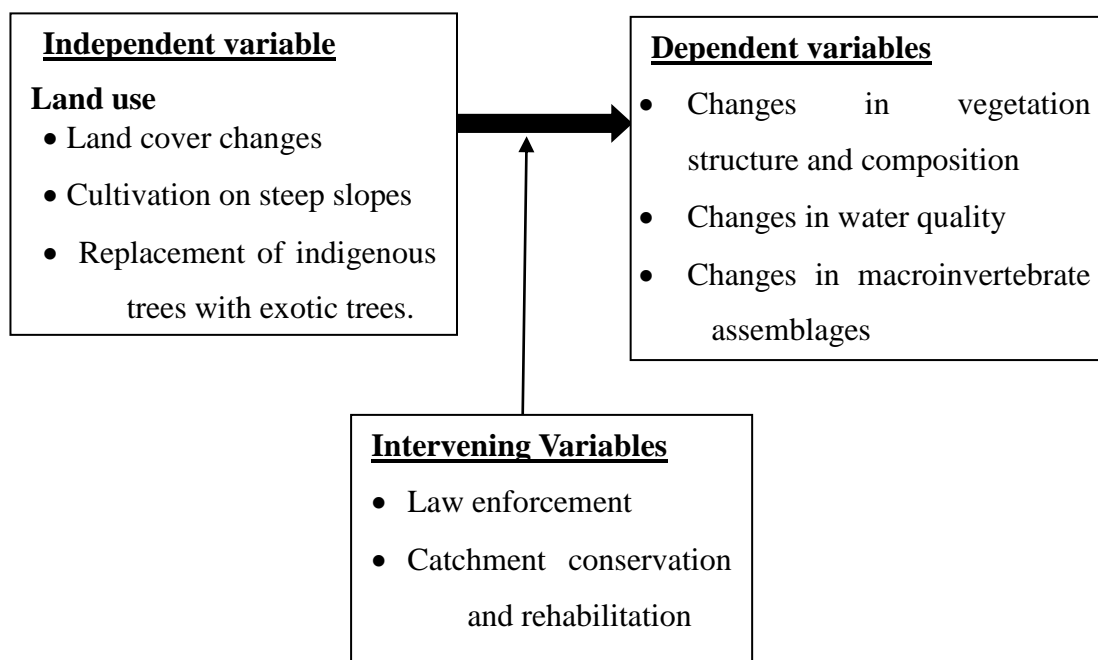 Independent variable
Land use
• Land cover changes
• Cultivation on steep slopes
• Replacement of indigenous
trees with exotic trees.
Dependent variables
• Changes in vegetation
structure and composition
• Changes in water quality
• Changes in macroinvertebrate
assemblages
Intervening Variables
• Law enforcement
• Catchment conservation
and rehabilitation